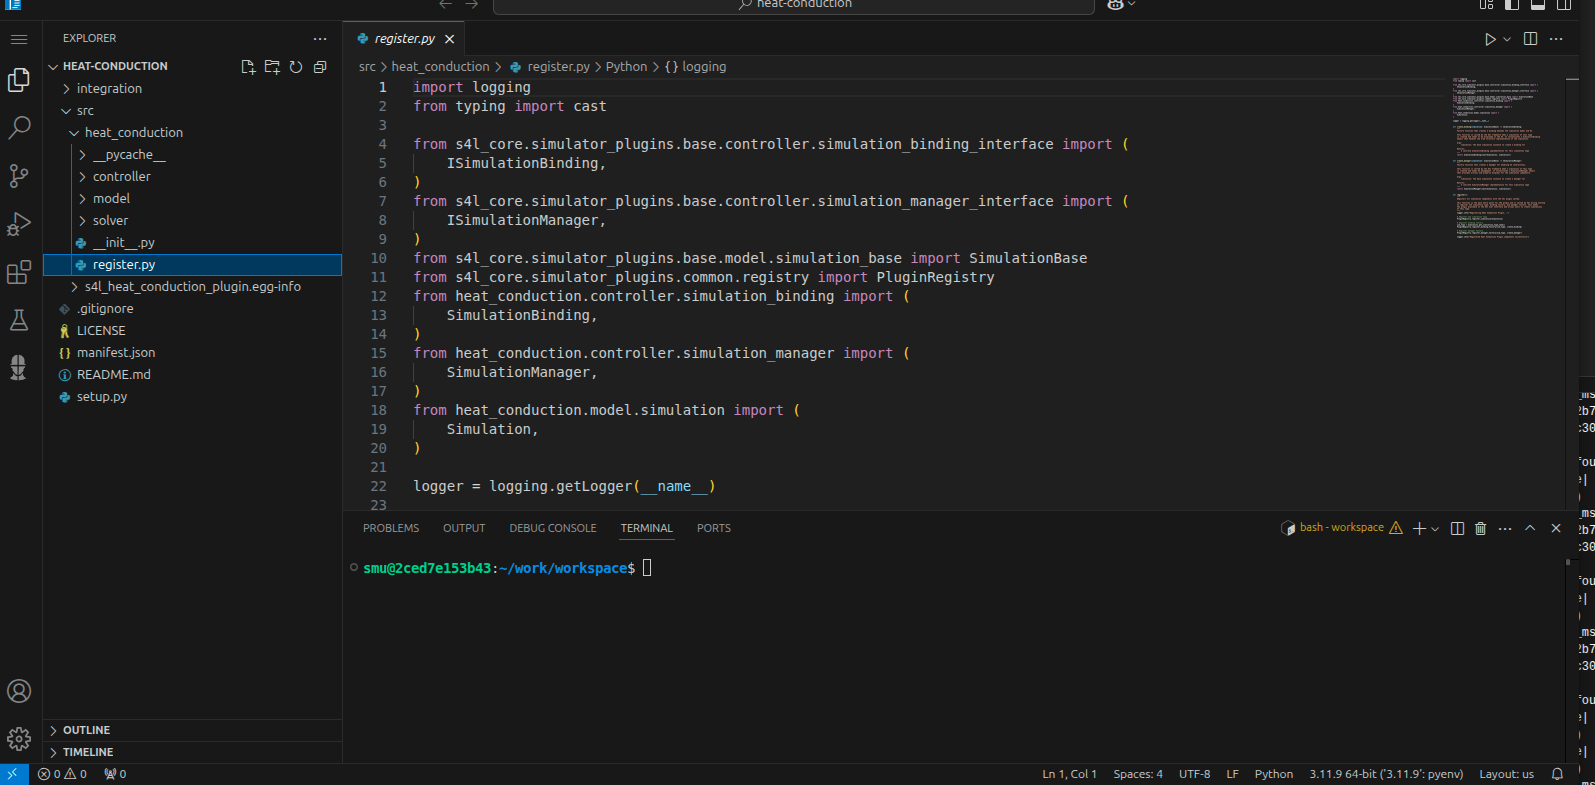 heat-conduction
EXPLORER
HEAT-CONDUCTION
integration
src
heat_conduction
__pycache__
controller
model
solver
__init__.py
register.py
s4l_heat_conduction_plugin.egg-info
.gitignore
LICENSE
manifest.json
README.md
setup.py
OUTLINE
TIMELINE
register.py
src > heat_conduction > register.py > Python > {} logging
1 import logging
2 from typing import cast
3
4 from s4l_core.simulator_plugins.base.controller.simulation_binding_interface import (
5     ISimulationBinding,
6 )
7 from s4l_core.simulator_plugins.base.controller.simulation_manager_interface import (
8     ISimulationManager,
9 )
10 from s4l_core.simulator_plugins.base.model.simulation_base import SimulationBase
11 from s4l_core.simulator_plugins.common.registry import PluginRegistry
12 from heat_conduction.controller.simulation_binding import (
13     SimulationBinding,
14 )
15 from heat_conduction.controller.simulation_manager import (
16     SimulationManager,
17 )
18 from heat_conduction.model.simulation import (
19     Simulation,
20 )
21
22 logger = logging.getLogger(__name__)
23
PROBLEMS OUTPUT DEBUG CONSOLE TERMINAL PORTS
bash - workspace
smu@2ced7e153b43:~/work/workspace$
0 0 0
Ln 1, Col 1 Spaces: 4 UTF-8 LF Python 3.11.9 64-bit ('3.11.9': pyenv) Layout: us